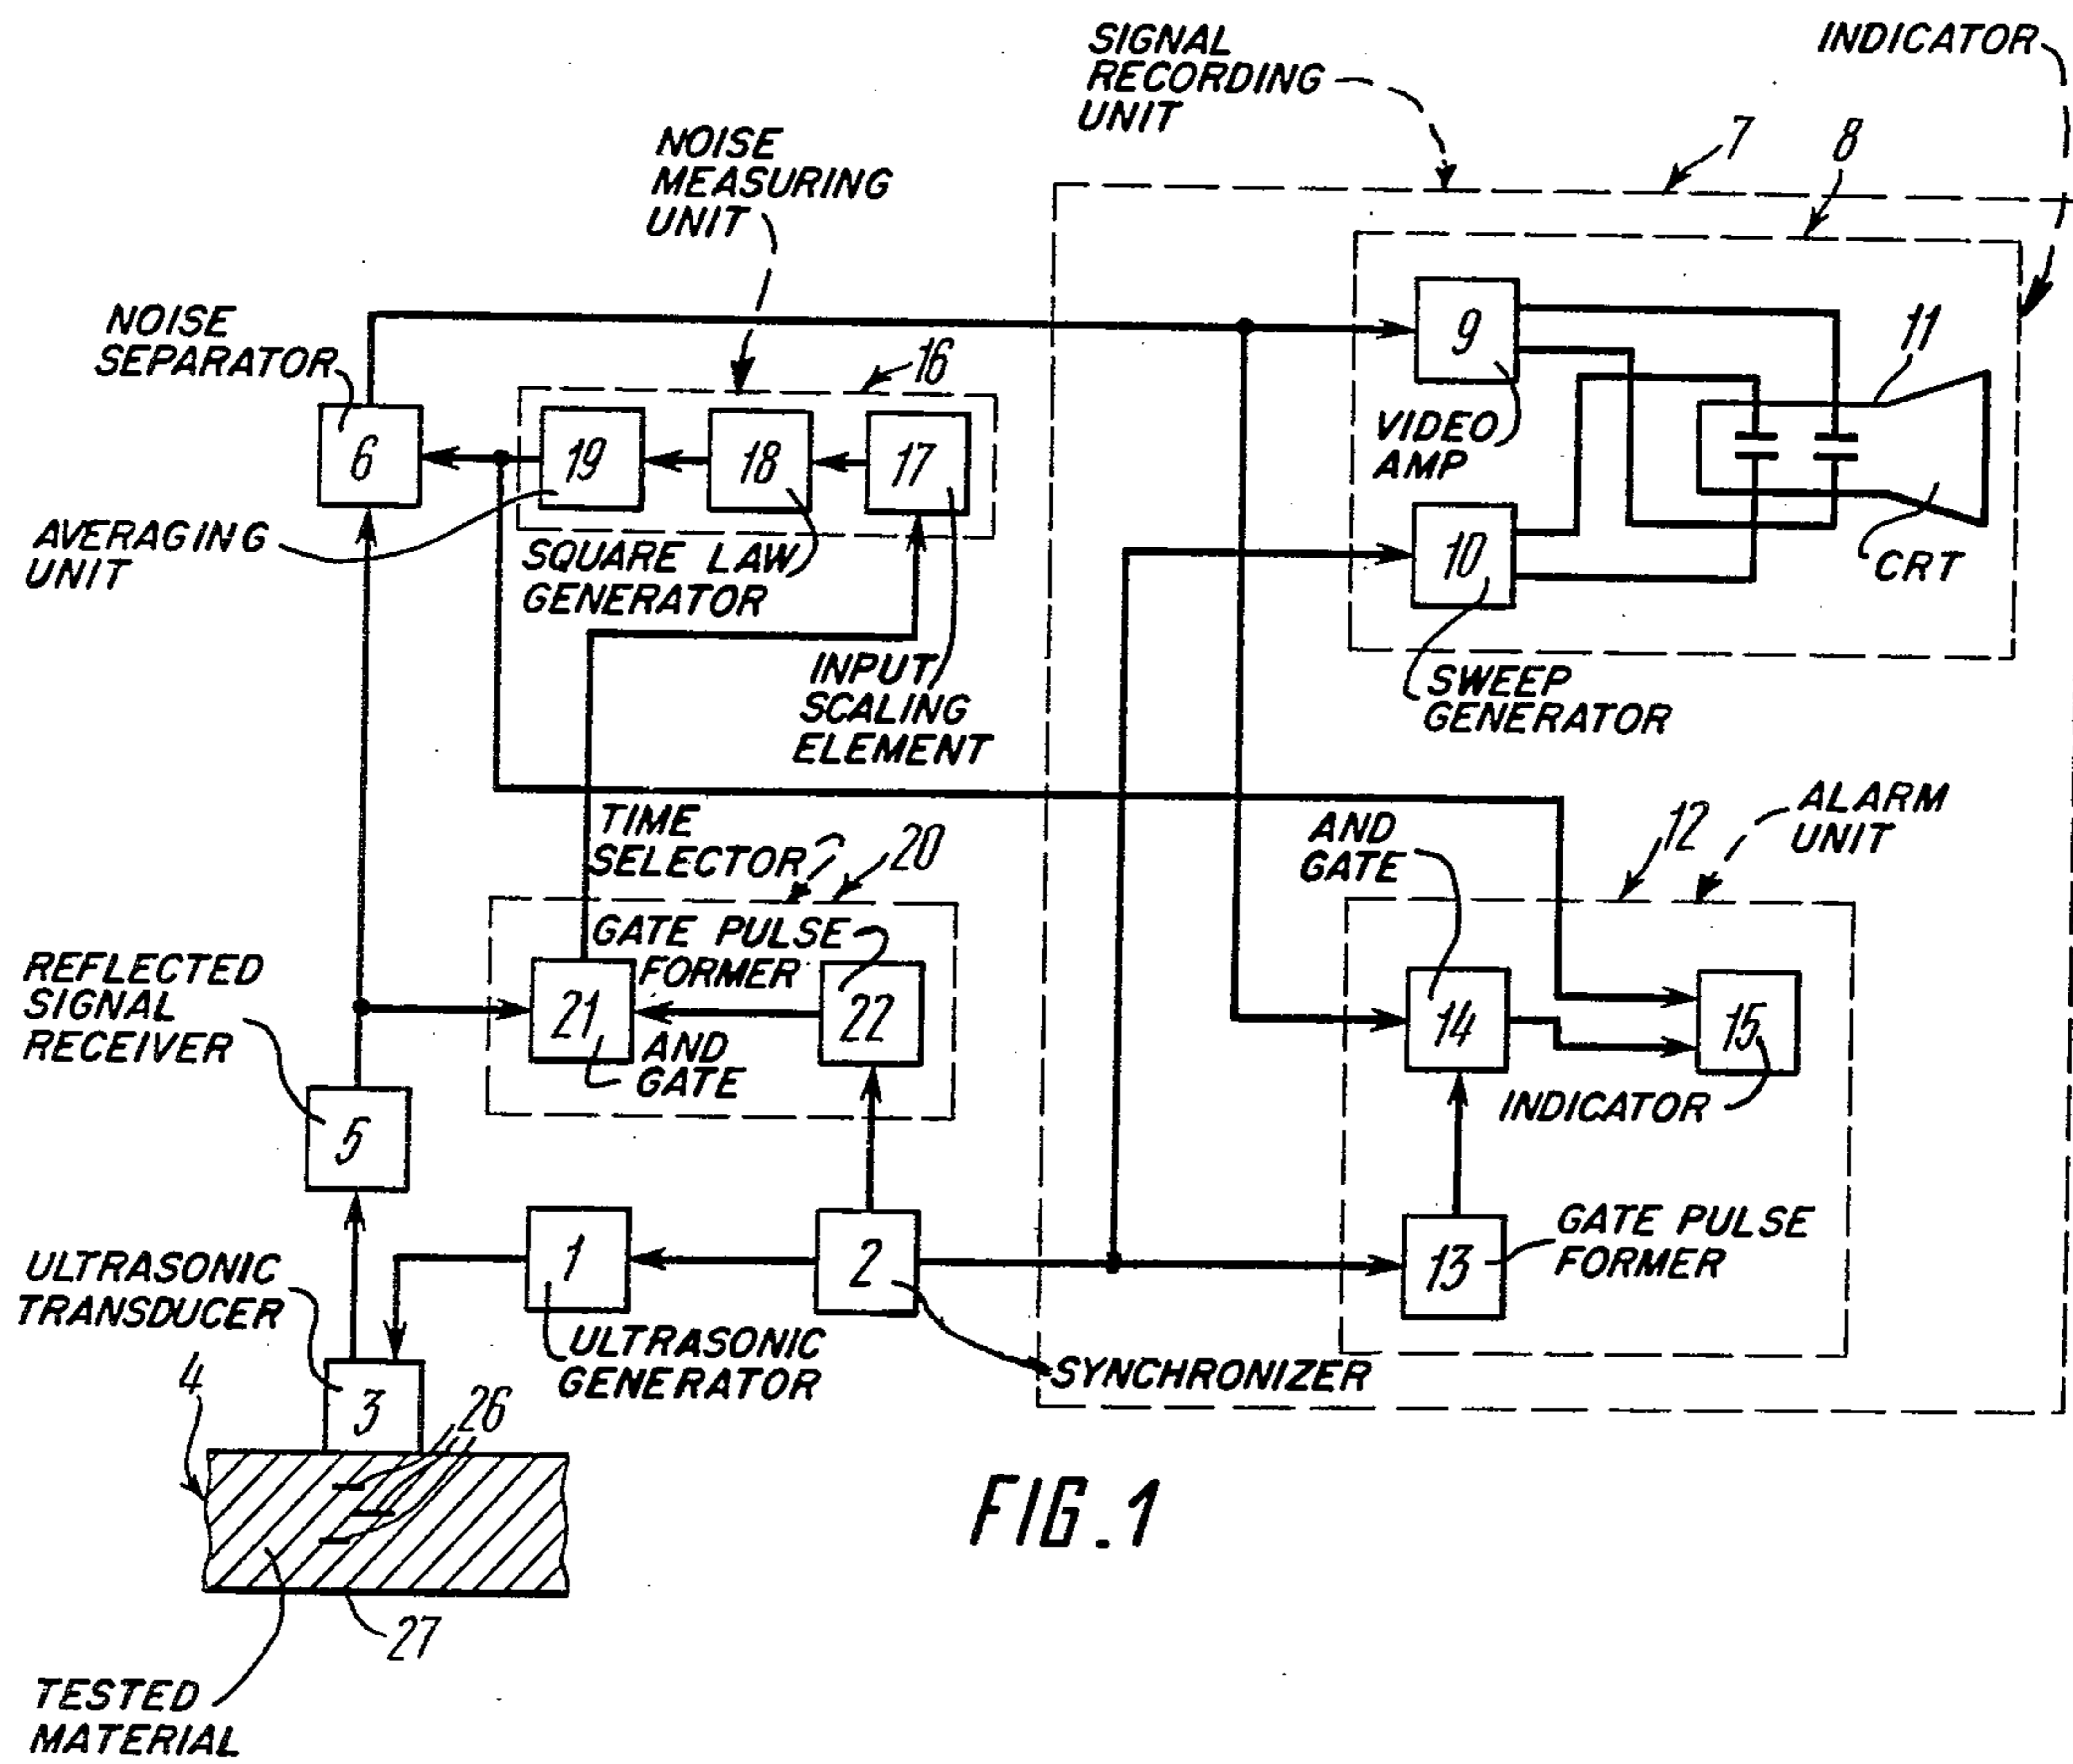 SIGNAL
RECORDING
UNIT
INDICATOR
7
8
NOISE
MEASURING
UNIT
NOISE
SEPARATOR
16
9
11
6
19
18
17
VIDEO
AMP
AVERAGING
UNIT
SQUARE LAW
GENERATOR
10
CRT
INPUT/
SCALING
ELEMENT
SWEEP
GENERATOR
TIME
SELECTOR
20
AND
GATE
12
ALARM
UNIT
GATE PULSE
FORMER
REFLECTED
SIGNAL
RECEIVER
21
22
14
15
AND
GATE
INDICATOR
5
1
2
13
GATE PULSE
FORMER
ULTRASONIC
TRANSDUCER
ULTRASONIC
GENERATOR
SYNCHRONIZER
4
3
26
FIG. 1
27
TESTED
MATERIAL